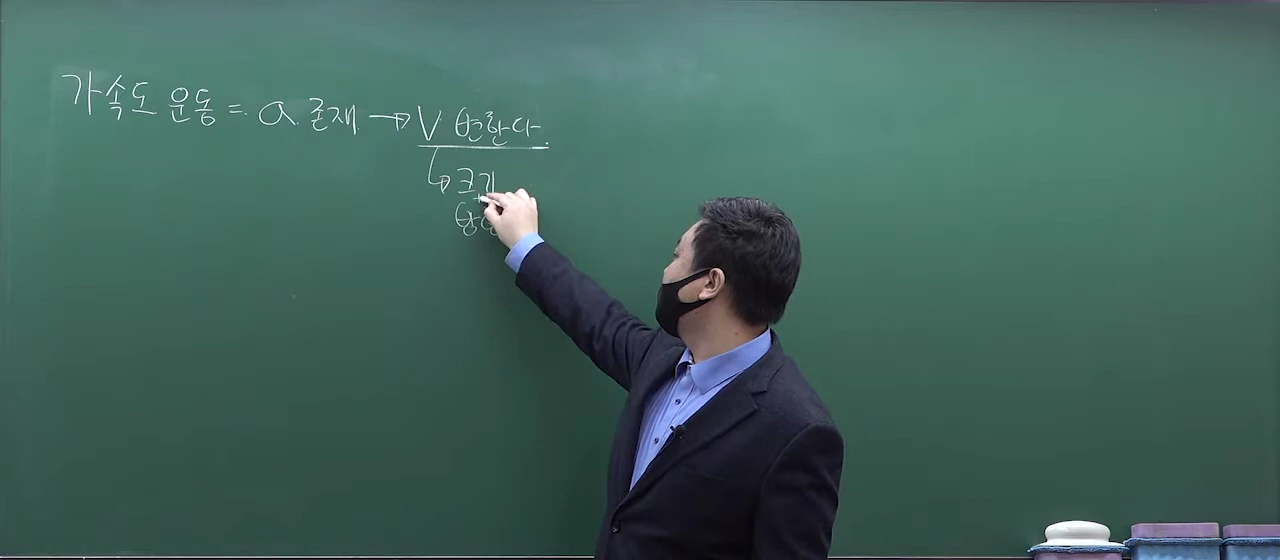 가속도 운동 = a 존재 → V 변한다.
↳ 크기